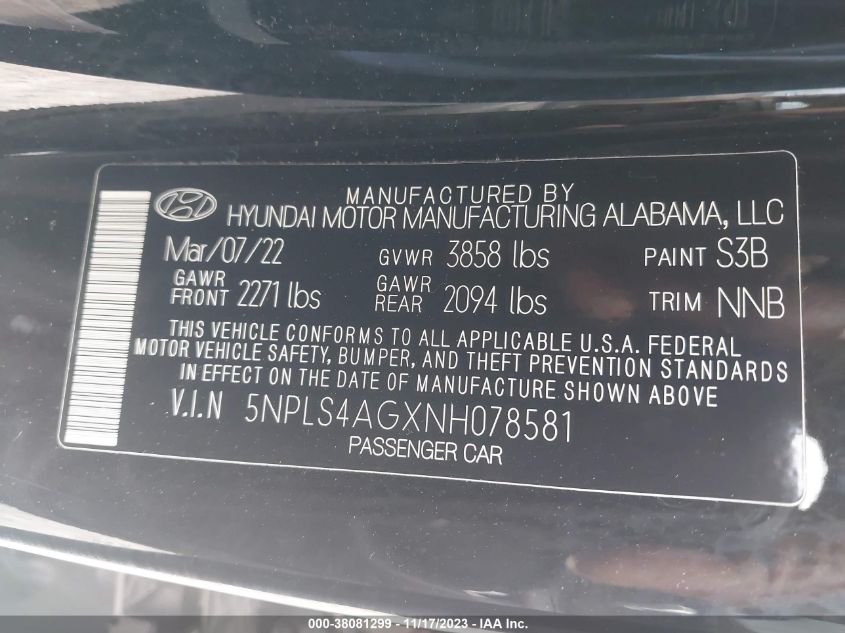 MANUFACTURED BY
HYUNDAI MOTOR MANUFACTURING ALABAMA, LLC
Mar/07/22 GVWR 3858 lbs PAINT S3B
GAWR FRONT 2271 lbs GAWR REAR 2094 lbs TRIM NNB
THIS VEHICLE CONFORMS TO ALL APPLICABLE U.S.A. FEDERAL
MOTOR VEHICLE SAFETY, BUMPER, AND THEFT PREVENTION STANDARDS
IN EFFECT ON THE DATE OF MANUFACTURE SHOWN ABOVE
V.I.N 5NPLS4AGXNH078581
PASSENGER CAR
000-38081299 - 11/17/2023 - IAA Inc.